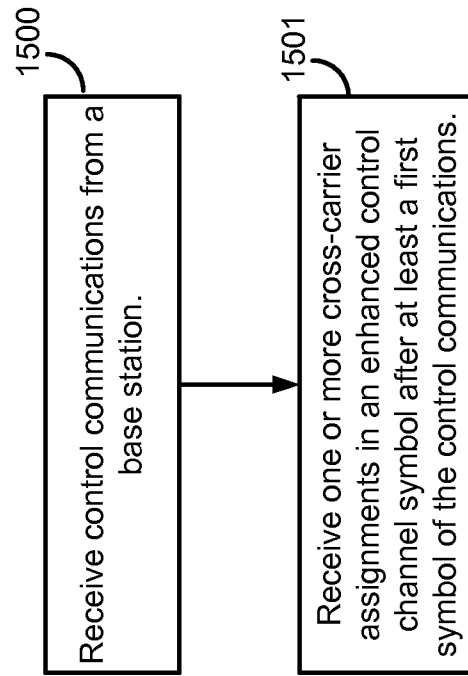 1500
Receive control communications from a
base station.
1501
Receive one or more cross-carrier
assignments in an enhanced control
channel symbol after at least a first
symbol of the control communications.